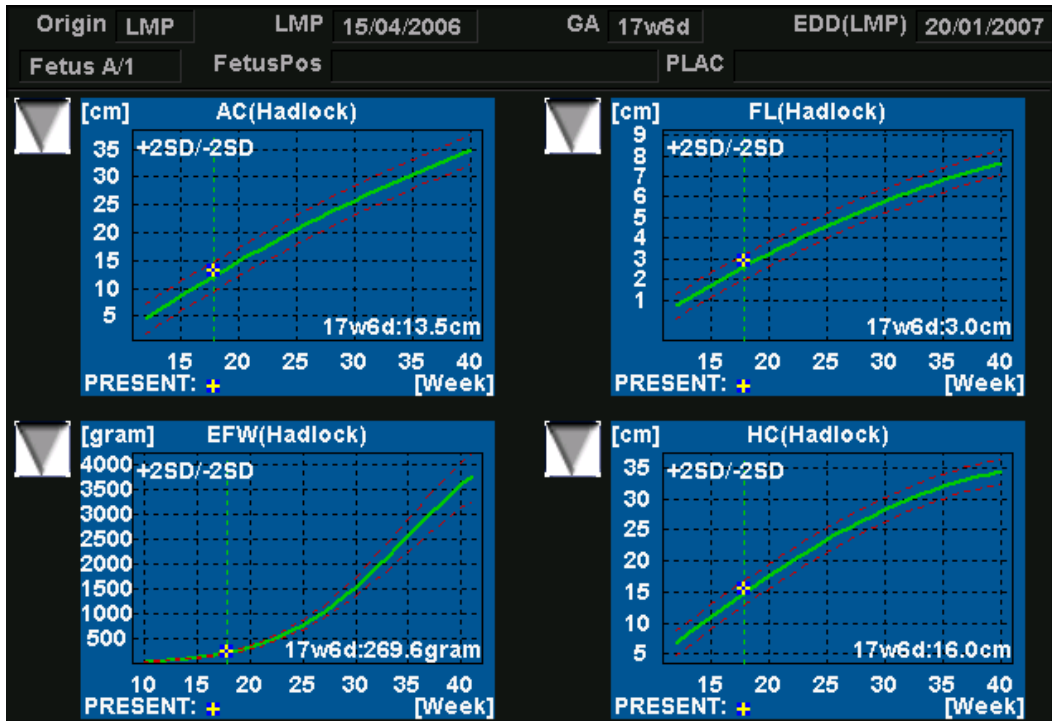 Origin LMP LMP 15/04/2006 GA 17w6d EDD(LMP) 20/01/2007
Fetus A/1 FetusPos PLAC
[cm] AC(Hadlock)
+2SD/-2SD
35
30
25
20
15
10
5
17w6d:13.5cm
15 20 25 30 35 40
PRESENT: [Week]
[cm] FL(Hadlock)
+2SD/-2SD
9
8
7
6
5
4
3
2
1
17w6d:3.0cm
15 20 25 30 35 40
PRESENT: [Week]
[gram] EFW(Hadlock)
+2SD/-2SD
4000
3500
3000
2500
2000
1500
1000
500
17w6d:269.6gram
10 15 20 25 30 35 40
PRESENT: [Week]
[cm] HC(Hadlock)
+2SD/-2SD
35
30
25
20
15
10
5
17w6d:16.0cm
15 20 25 30 35 40
PRESENT: [Week]